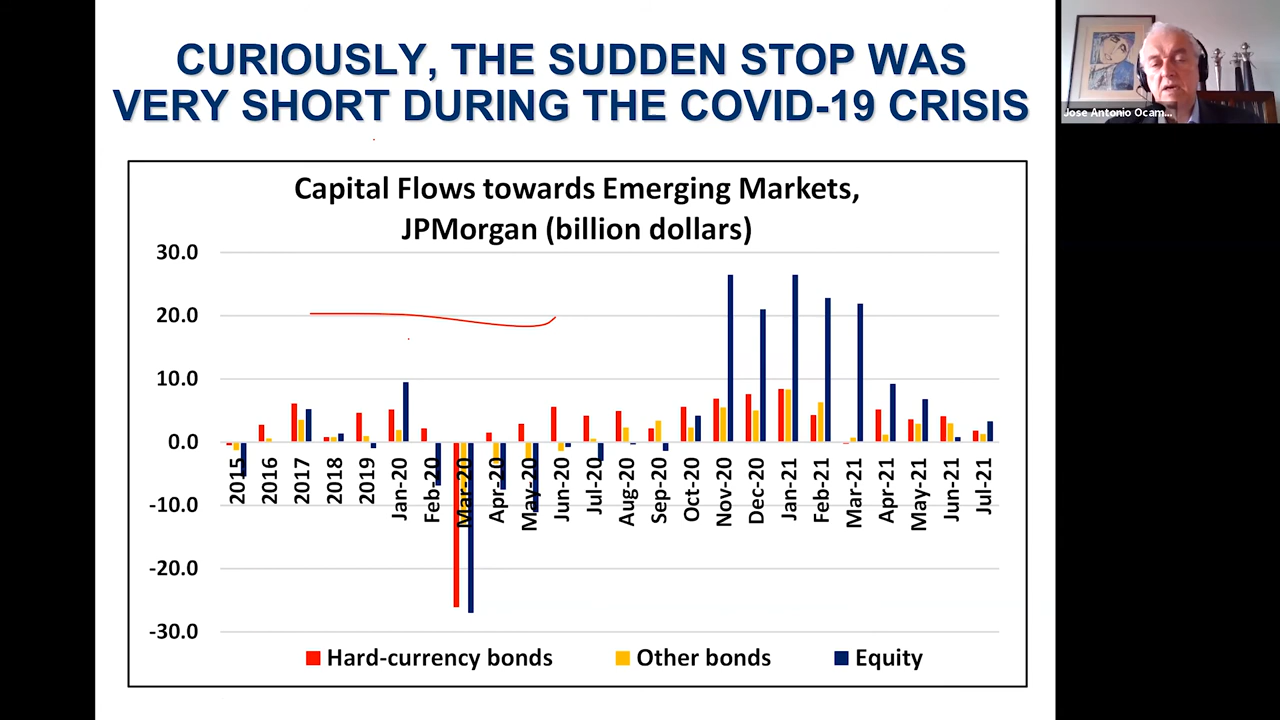 CURIOUSLY, THE SUDDEN STOP WAS
VERY SHORT DURING THE COVID-19 CRISIS
Jose Antonio Ocam...
Capital Flows towards Emerging Markets,
JPMorgan (billion dollars)
30.0
20.0
10.0
0.0
-10.0
-20.0
-30.0
2015
2016
2017
2018
2019
Jan-20
Feb-20
Mar-20
Apr-20
May-20
Jun-20
Jul-20
Aug-20
Sep-20
Oct-20
Nov-20
Dec-20
Jan-21
Feb-21
Mar-21
Apr-21
May-21
Jun-21
Jul-21
Hard-currency bonds Other bonds Equity